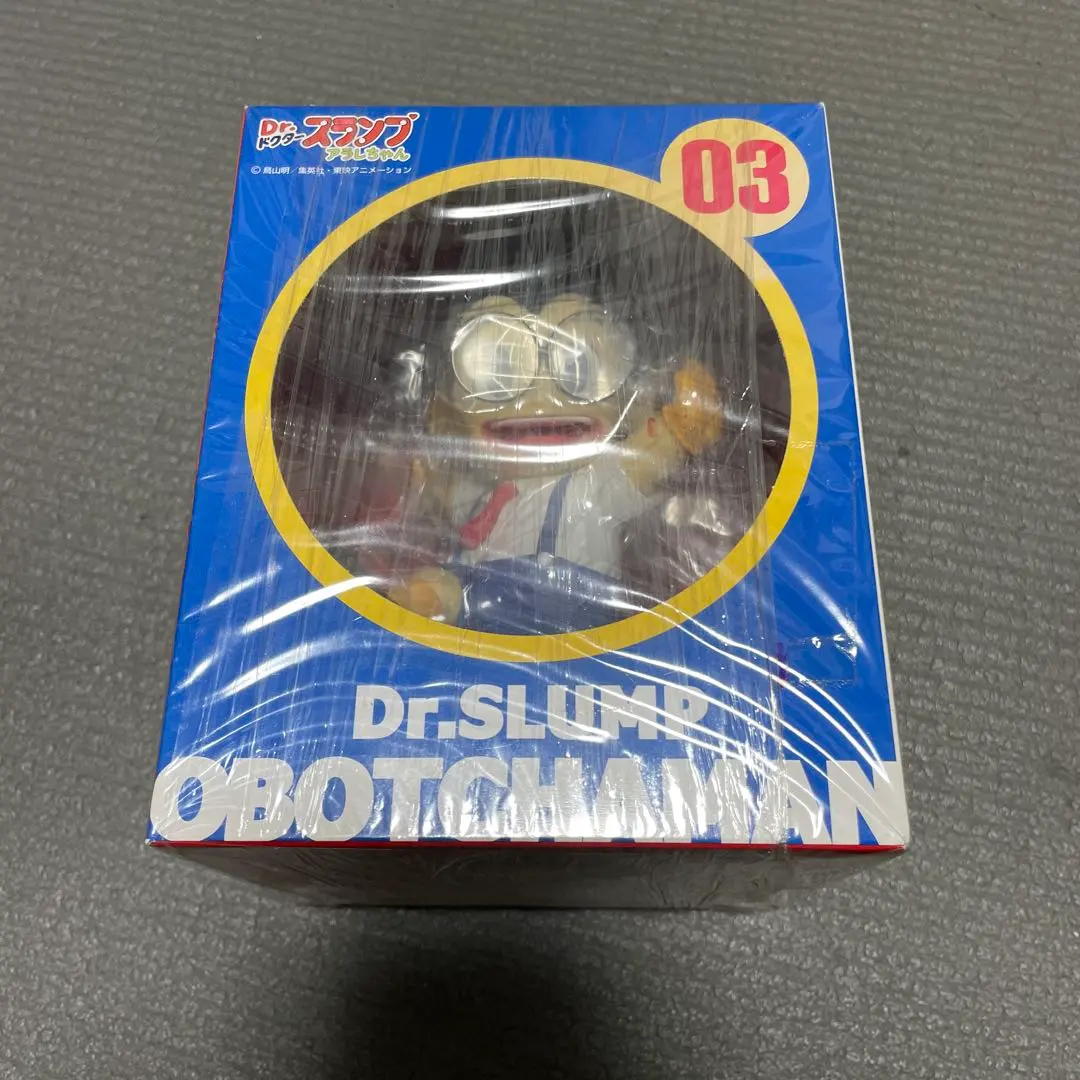 Dr.スランプ
ドクター
アラレちゃん
© 鳥山明／集英社・東映アニメーション
03
Dr.SLUMP
OBOTCHAMAN